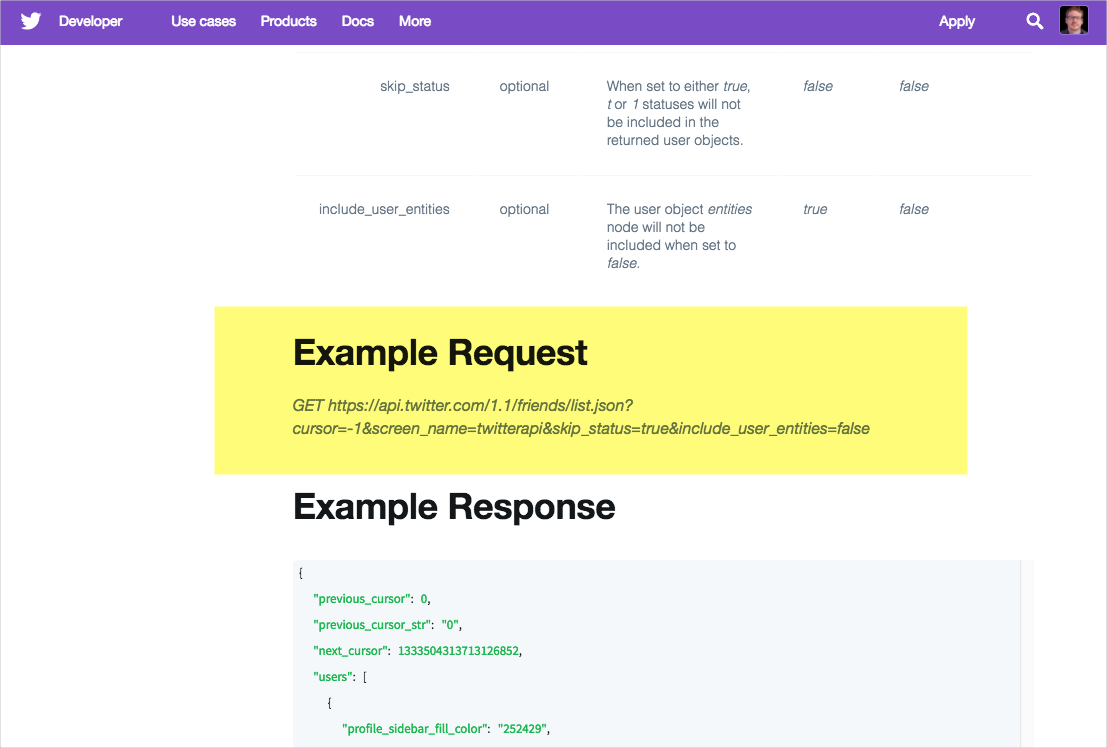 Developer Use cases Products Docs More Apply
skip_status optional When set to either true, false false
t or 1 statuses will not
be included in the
returned user objects.
include_user_entities optional The user object entities true false
node will not be
included when set to
false.
Example Request
GET https://api.twitter.com/1.1/friends/list.json?
cursor=-1&screen_name=twitterapi&skip_status=true&include_user_entities=false
Example Response
{
"previous_cursor": 0,
"previous_cursor_str": "0",
"next_cursor": 1333504313713126852,
"users": [
{
"profile_sidebar_fill_color": "252429",